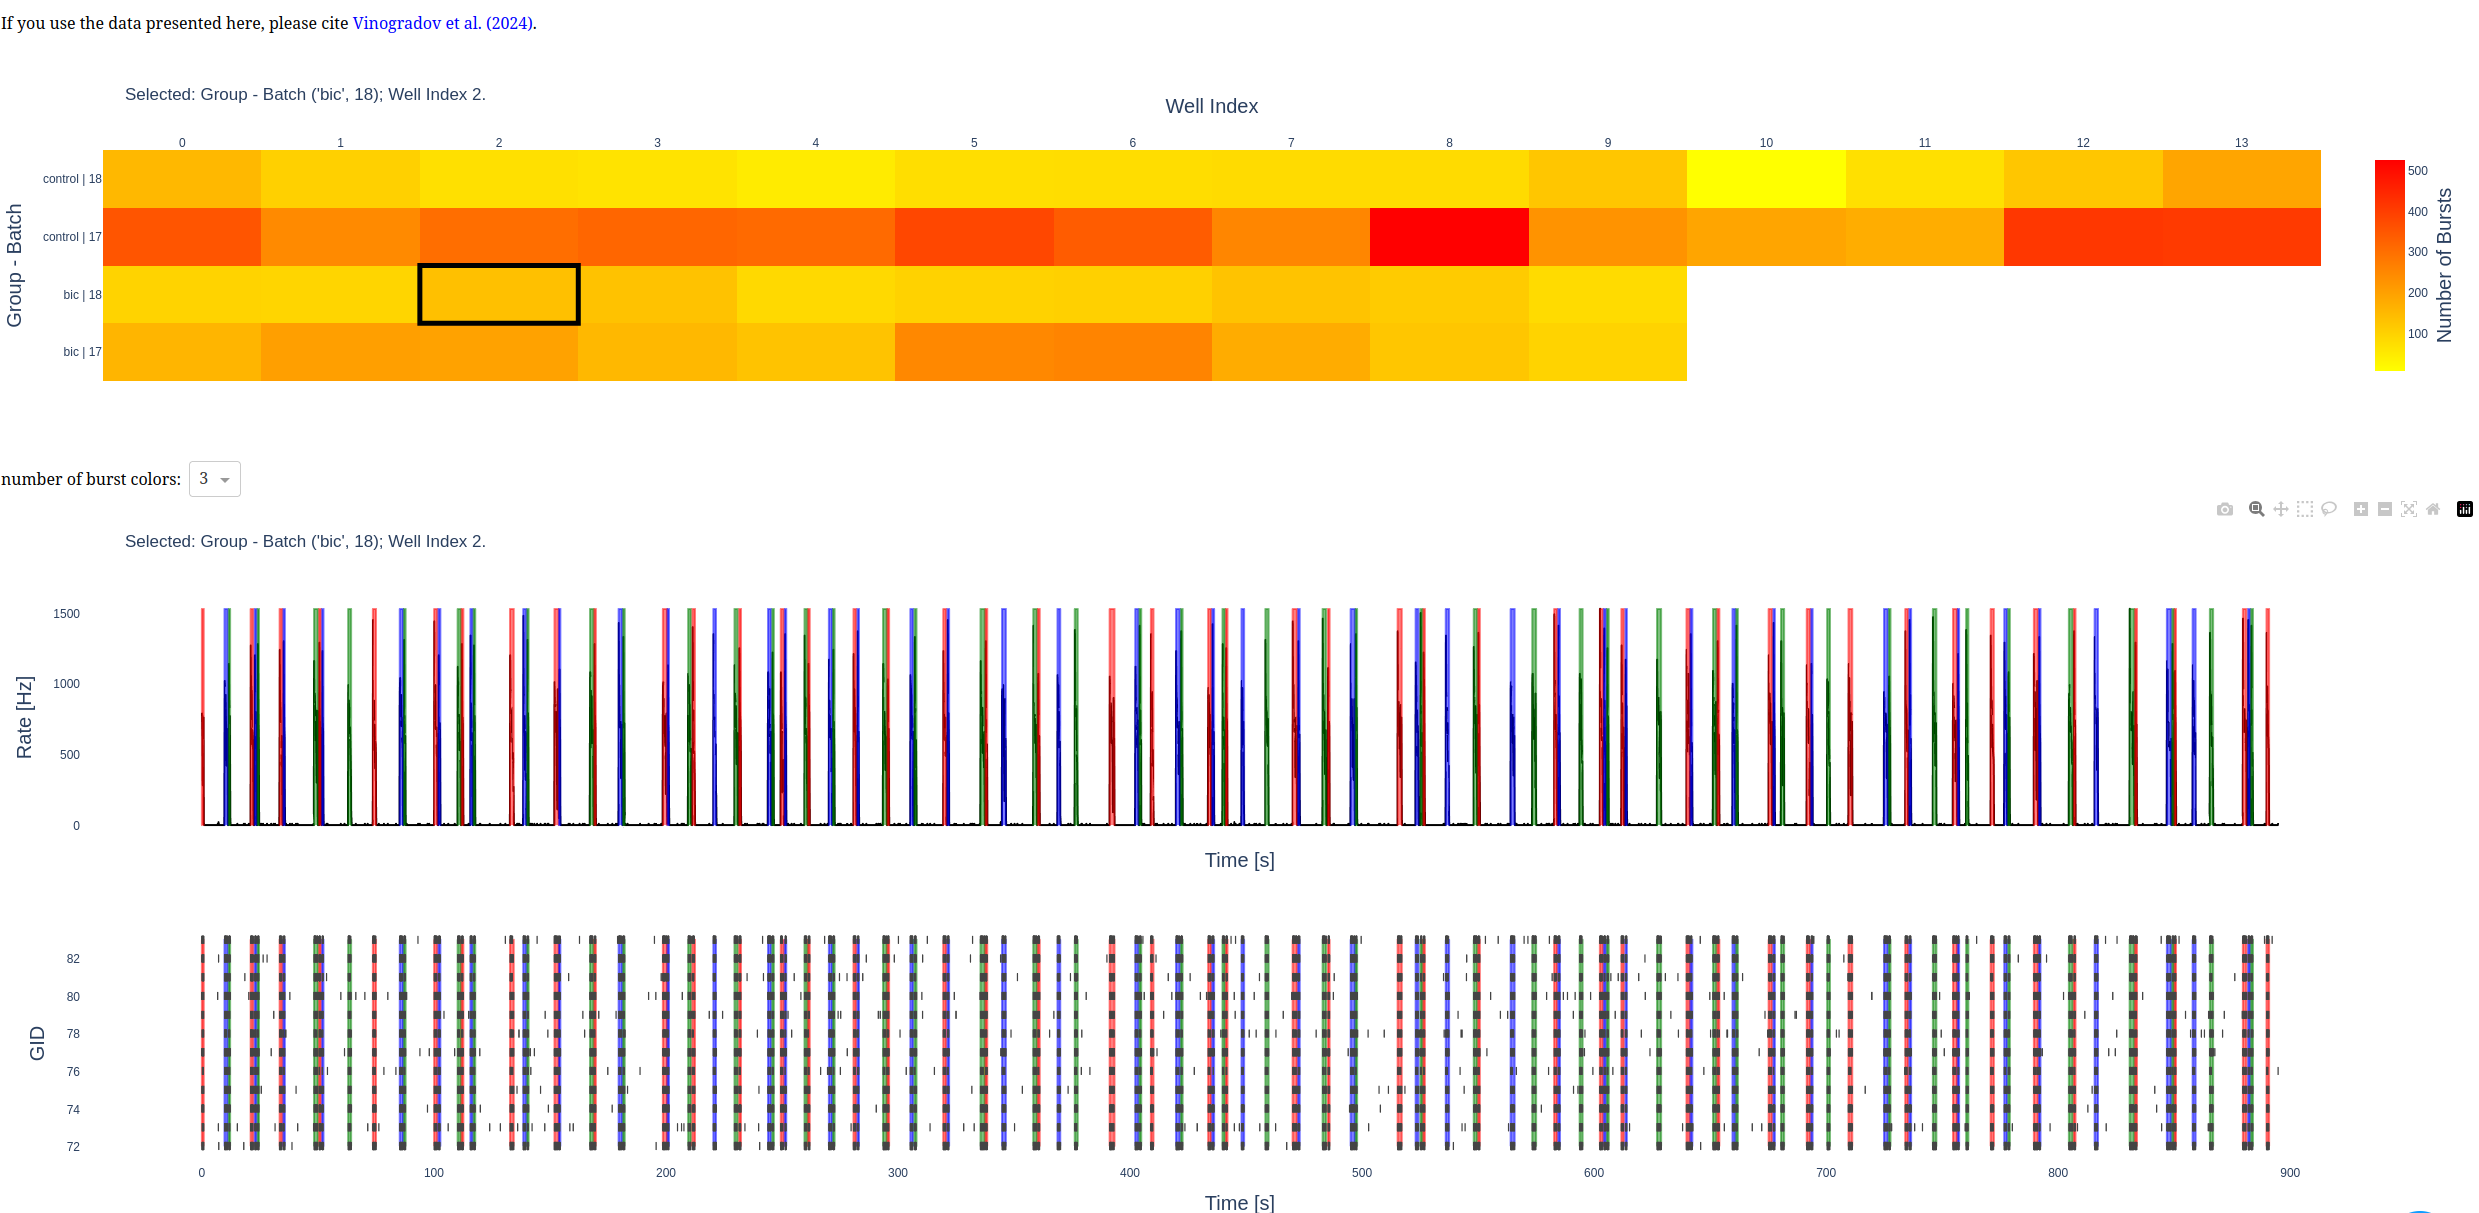 If you use the data presented here, please cite Vinogradov et al. (2024).
Selected: Group - Batch ('bic', 18); Well Index 2.
Well Index
0 1 2 3 4 5 6 7 8 9 10 11 12 13
control | 18
control | 17
bic | 18
bic | 17
Group - Batch
500
400
300
200
100
Number of Bursts
number of burst colors: 3
Selected: Group - Batch ('bic', 18); Well Index 2.
1500
1000
500
0
Rate [Hz]
Time [s]
82
80
78
76
74
72
GID
0 100 200 300 400 500 600 700 800 900
Time [s]